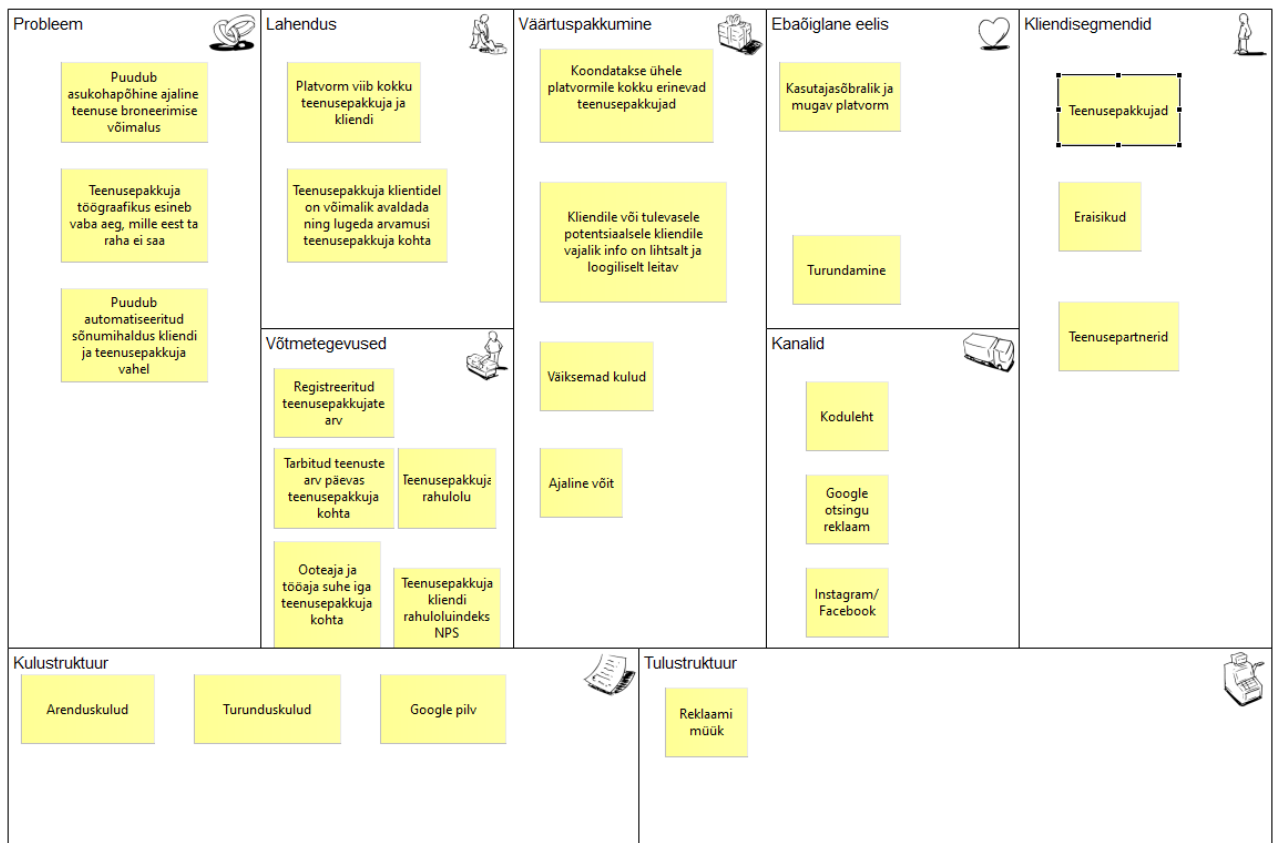 Probleem
Puudub
asukohapõhine ajaline
teenuse broneerimise
võimalus
Teenusepakkuja
töögraafikus esineb
vaba aeg, mille eest ta
raha ei saa
Puudub
automatiseeritud
sõnumihaldus kliendi
ja teenusepakkuja
vahel
Lahendus
Platvorm viib kokku
teenusepakkuja ja
kliendi
Teenusepakkuja klientidel
on võimalik avaldada
ning lugeda arvamusi
teenusepakkuja kohta
Võtmetegevused
Registreeritud
teenusepakkujate
arv
Tarbitud teenuste
arv päevas
teenusepakkuja
kohta
Teenusepakkuja
rahulolu
Ooteaja ja
tööaja suhe iga
teenusepakkuja
kohta
Teenusepakkuja
kliendi
rahuloluindeks
NPS
Väärtuspakkumine
Koondatakse ühele
platvormile kokku erinevad
teenusepakkujad
Kliendile või tulevasele
potentsiaalsele kliendile
vajalik info on lihtsalt ja
loogiliselt leitav
Väiksemad kulud
Ajaline võit
Ebaõiglane eelis
Kasutajasõbralik ja
mugav platvorm
Turundamine
Kanalid
Koduleht
Google
otsingu
reklaam
Instagram/
Facebook
Kliendisegmendid
Teenusepakkujad
Eraisikud
Teenusepartnerid
Kulustruktuur
Arenduskulud
Turunduskulud
Google pilv
Tulustruktuur
Reklaami
müük